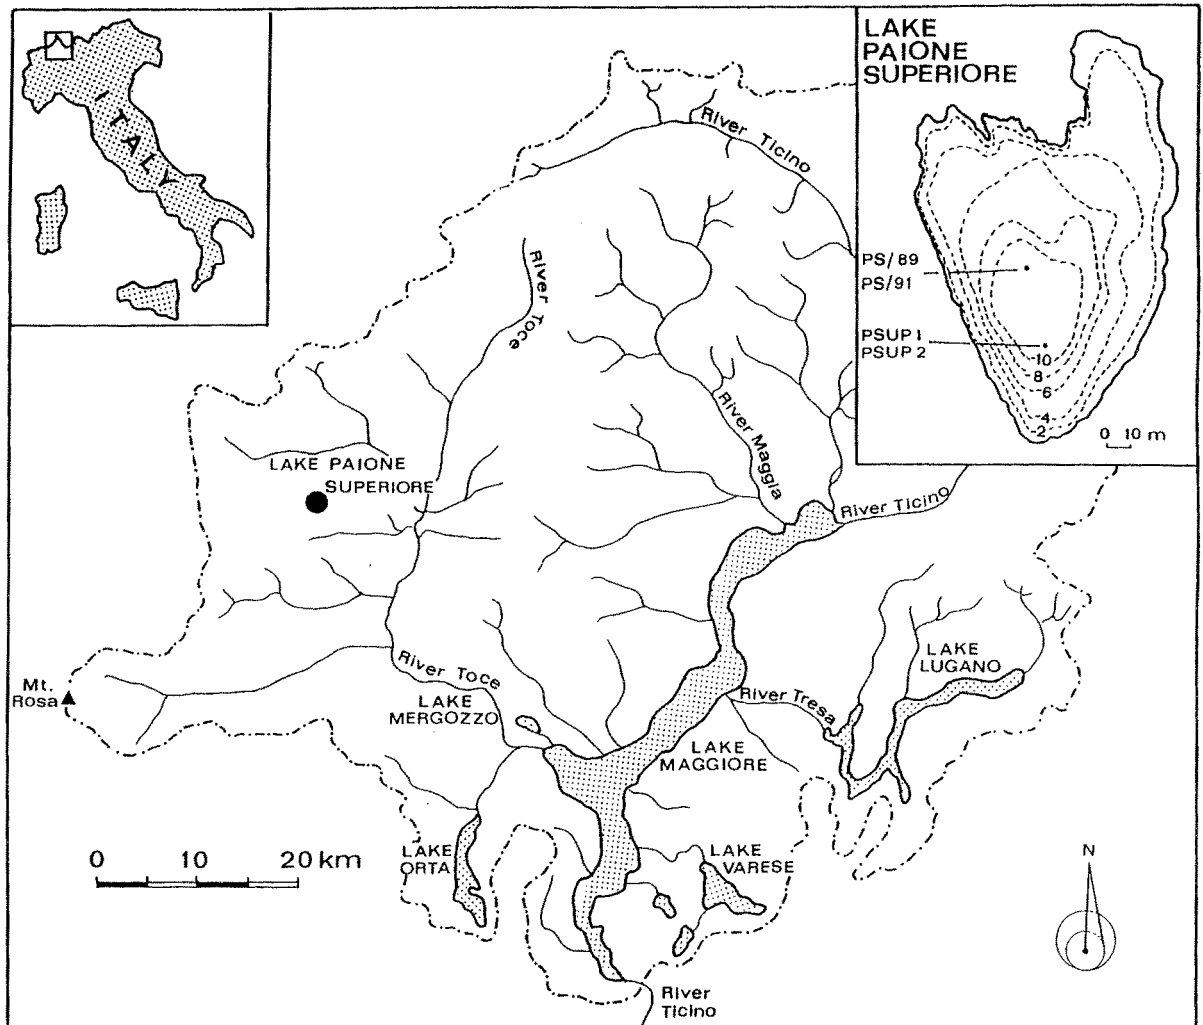 ITALY
LAKE
PAIONE
SUPERIORE
PS/89
PS/91
PSUP 1
PSUP 2
10
8
6
4
2
0 10 m
River Ticino
River Toce
River Maggia
LAKE PAIONE
SUPERIORE
River Ticino
Mt.
Rosa
River Toce
LAKE
MERGOZZO
LAKE
LUGANO
River Tresa
LAKE
MAGGIORE
LAKE
ORTA
LAKE
VARESE
0 10 20 km
N
River
Ticino